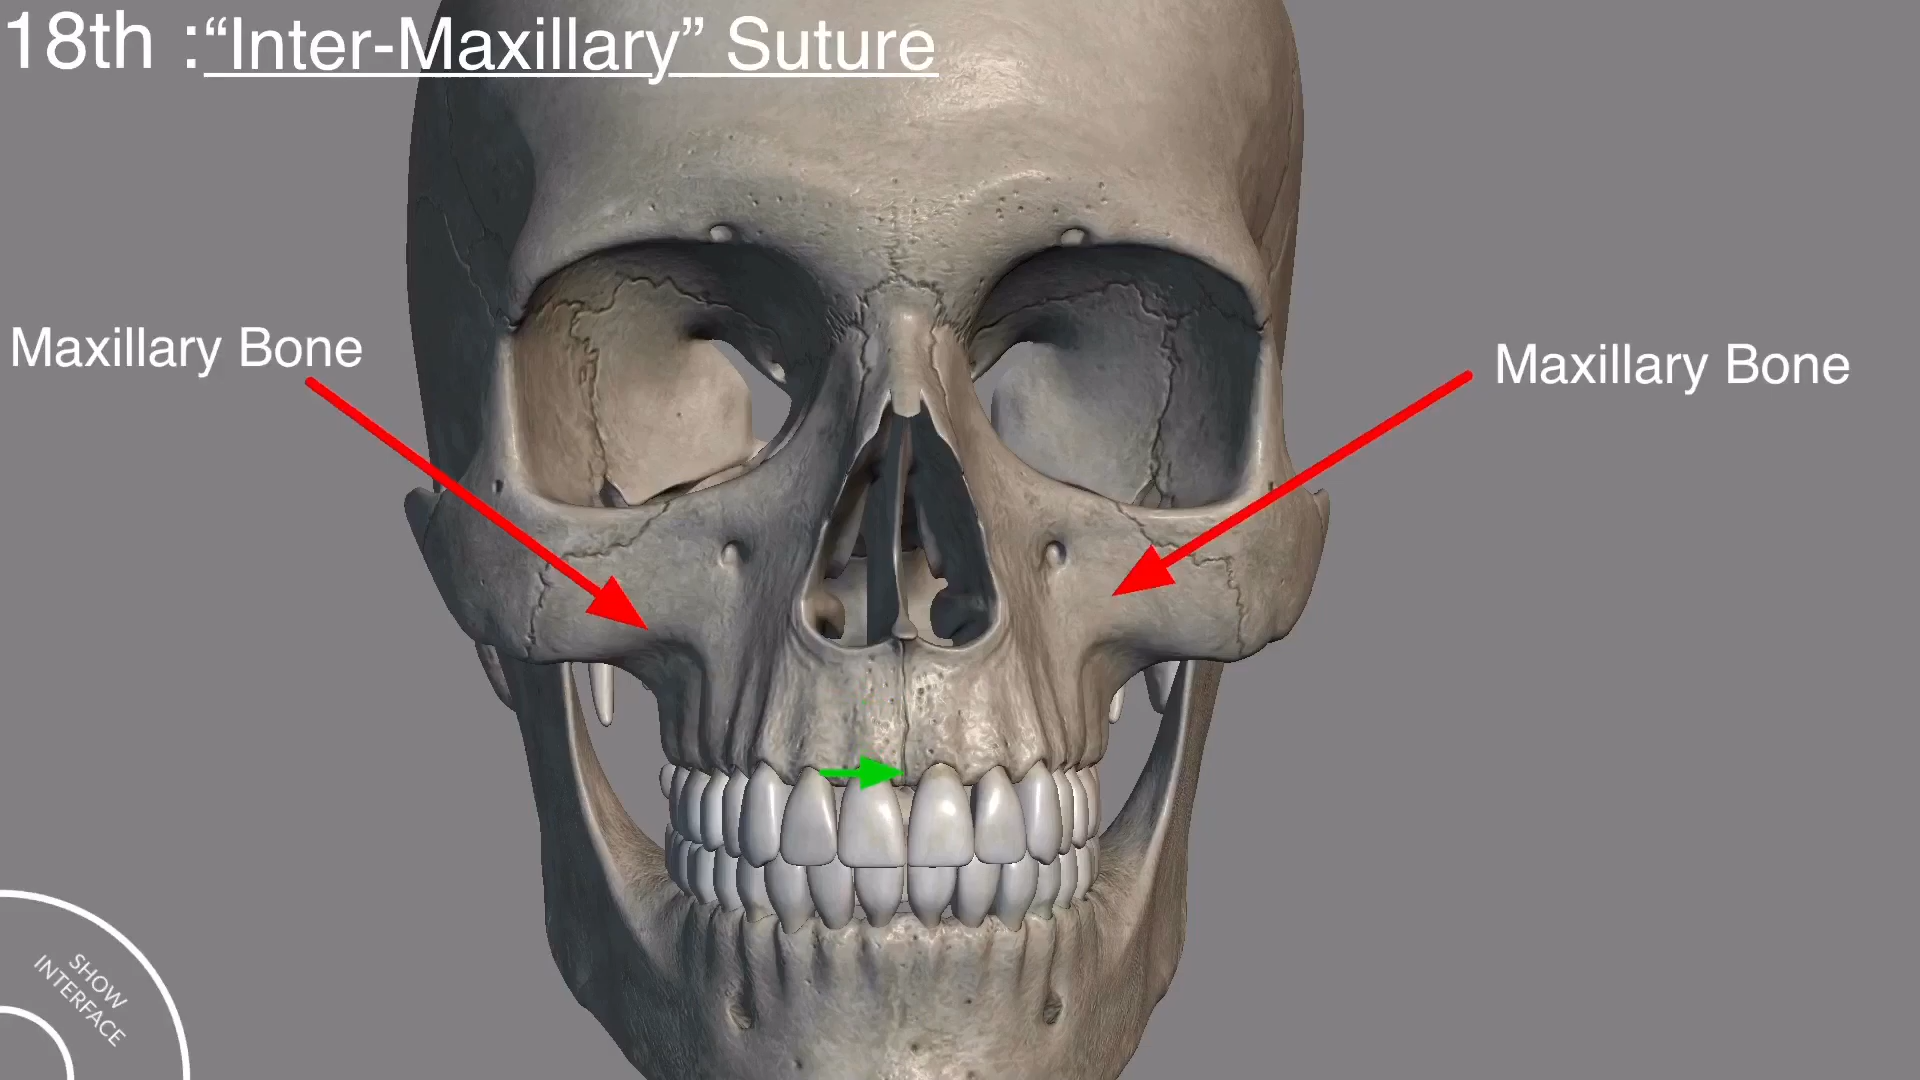 18th :“Inter-Maxillary” Suture
Maxillary Bone
Maxillary Bone
SHOW
INTERFACE